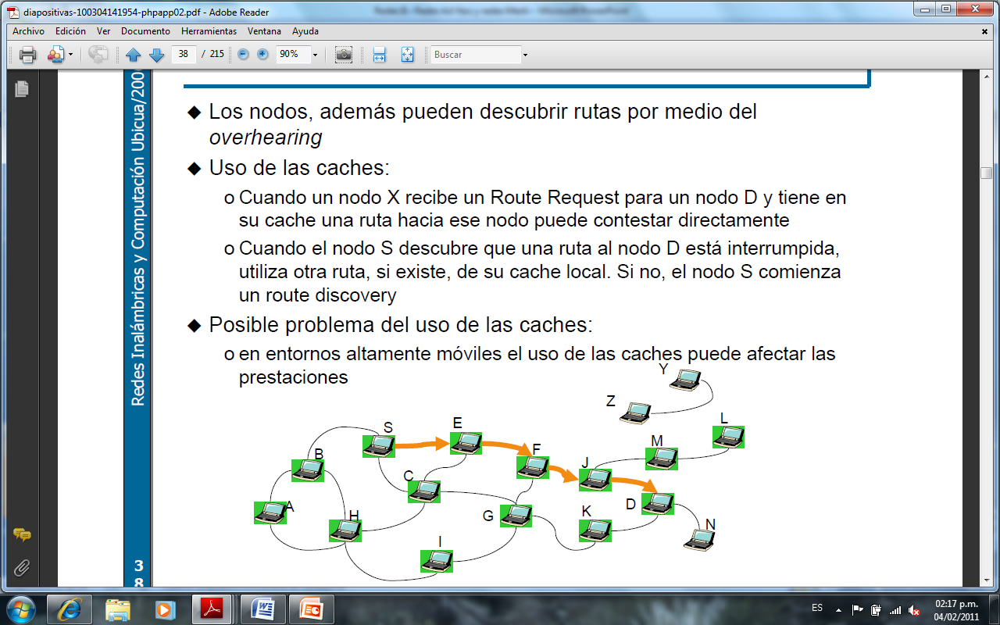 diapositivas-100304141954-phpapp02.pdf - Adobe Reader
Archivo Edición Ver Documento Herramientas Ventana Ayuda
38 / 215 90% Buscar
Redes Inalámbricas y Computación Ubicua/200
◆ Los nodos, además pueden descubrir rutas por medio del
overhearing
◆ Uso de las caches:
o Cuando un nodo X recibe un Route Request para un nodo D y tiene en
su cache una ruta hacia ese nodo puede contestar directamente
o Cuando el nodo S descubre que una ruta al nodo D está interrumpida,
utiliza otra ruta, si existe, de su cache local. Si no, el nodo S comienza
un route discovery
◆ Posible problema del uso de las caches:
o en entornos altamente móviles el uso de las caches puede afectar las
prestaciones
Y
Z
L
S
E
M
F
B
J
C
D
A
H
G
K
N
I
3
8
ES
02:17 p.m.
04/02/2011